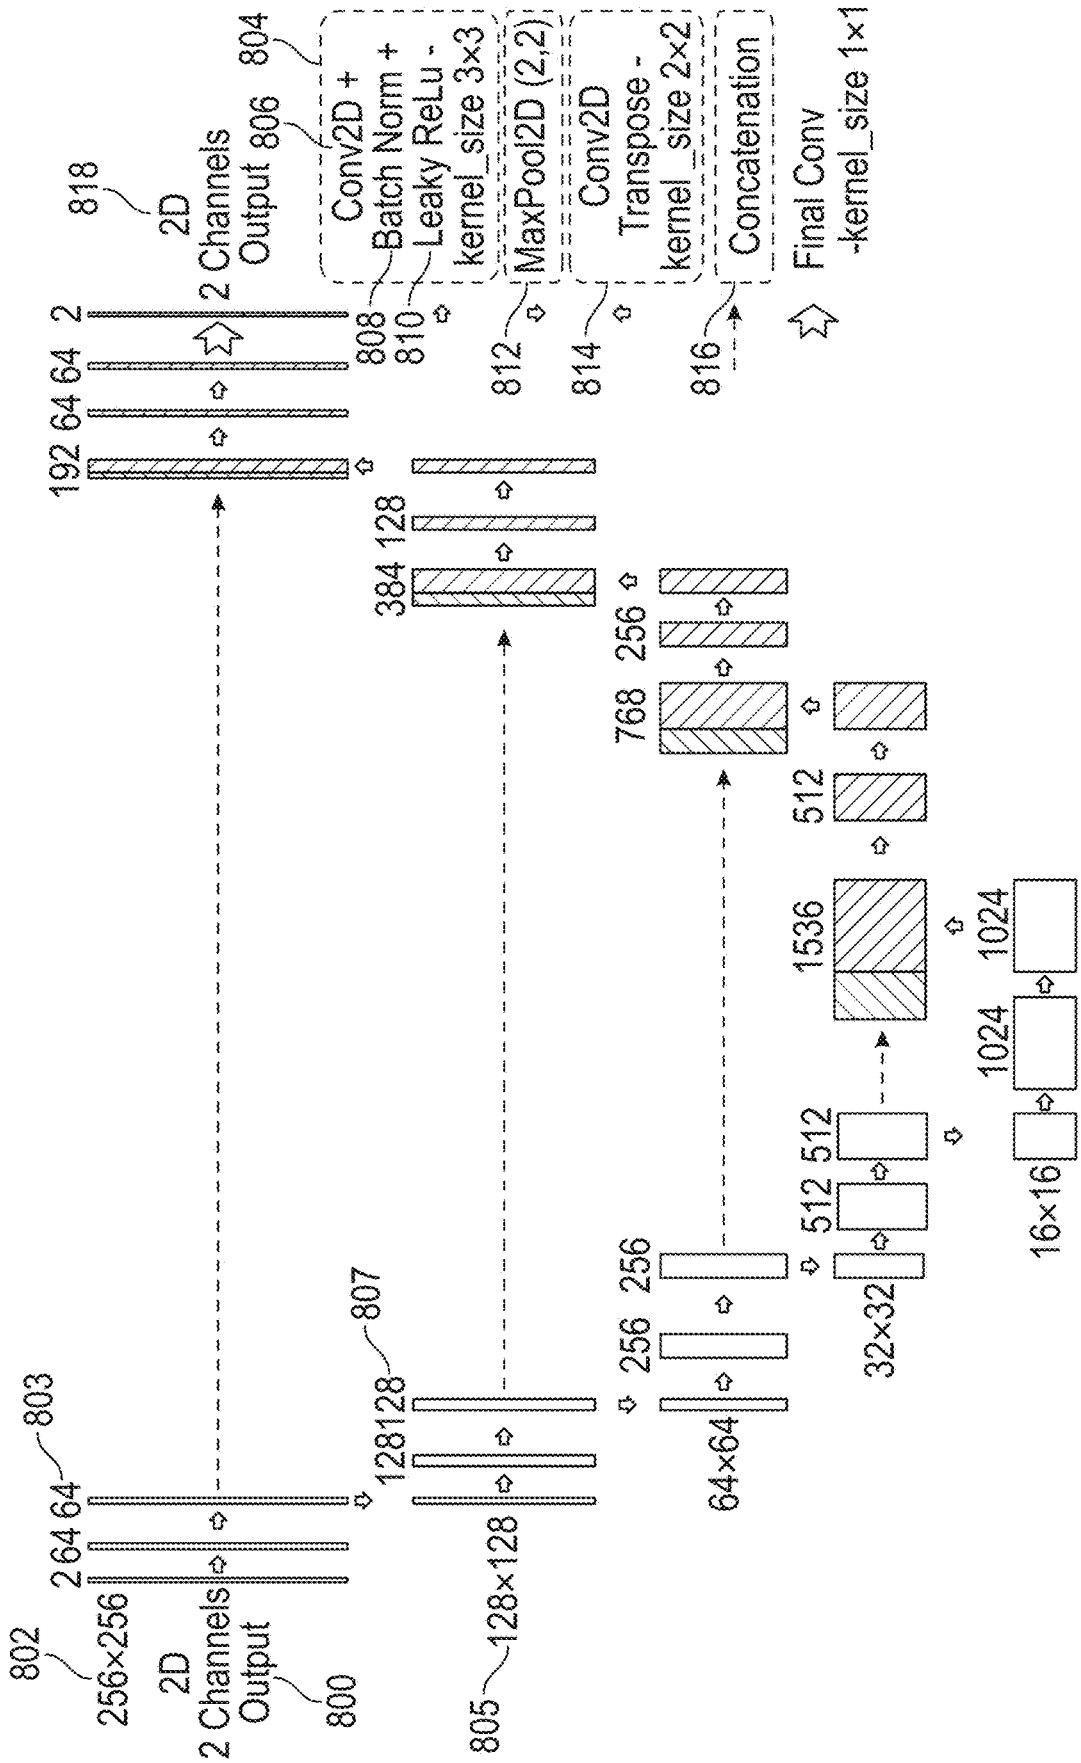 802
256×256
2
64
64
803
2D
2 Channels
Output
800
192
64
64
2
818
2D
2 Channels
Output
805
128×128
128
128
807
384
128
64×64
256
256
768
256
32×32
512
512
1536
512
16×16
1024
1024
804
806
808
810
Conv2D +
Batch Norm +
Leaky ReLu -
kernel_size 3×3
812
MaxPool2D (2,2)
814
Conv2D
Transpose -
kernel_size 2×2
816
Concatenation
Final Conv
-kernel_size 1×1